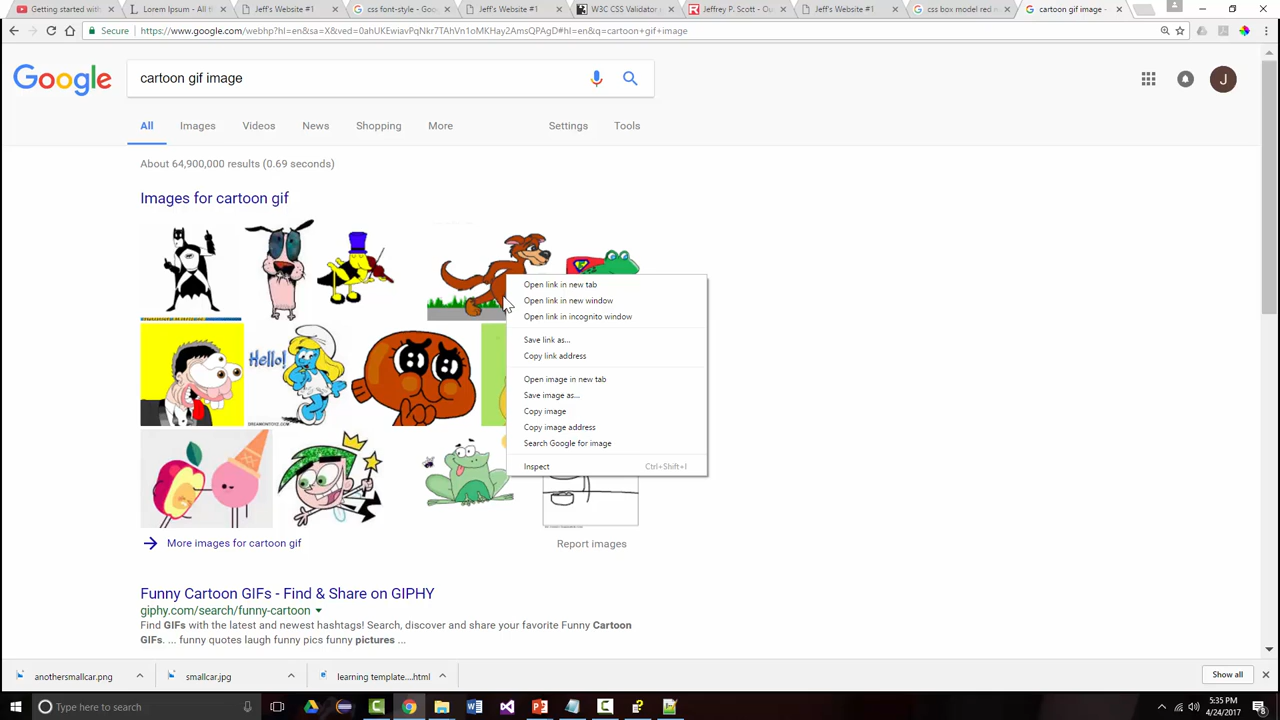 Getting started with
Lorem Ipsum - All th
Jeff's Website #1
css font-style - Goo
Jeff's Website #1
W3C CSS Validator
Jeffrey P. Scott - On
Jeff's Website #1
css box model red m
cartoon gif image -
Secure
https://www.google.com/webhp?hl=en&sa=X&ved=0ahUKEwiavPqNkr7TAhVn1oMKHay2AmsQPAgD#hl=en&q=cartoon+gif+image
Google
cartoon gif image
J
All
Images
Videos
News
Shopping
More
Settings
Tools
About 64,900,000 results (0.69 seconds)
Images for cartoon gif
Open link in new tab
Open link in new window
Open link in incognito window
Save link as...
Copy link address
Open image in new tab
Save image as...
Copy image
Copy image address
Search Google for image
Inspect
Ctrl+Shift+I
Hello!
More images for cartoon gif
Report images
Funny Cartoon GIFs - Find & Share on GIPHY
giphy.com/search/funny-cartoon
Find GIFs with the latest and newest hashtags! Search, discover and share your favorite Funny Cartoon
GIFs. ... funny quotes laugh funny pics funny pictures ...
anothersmallcar.png
smallcar.jpg
learning template....html
Show all
Type here to search
5:35 PM
4/24/2017